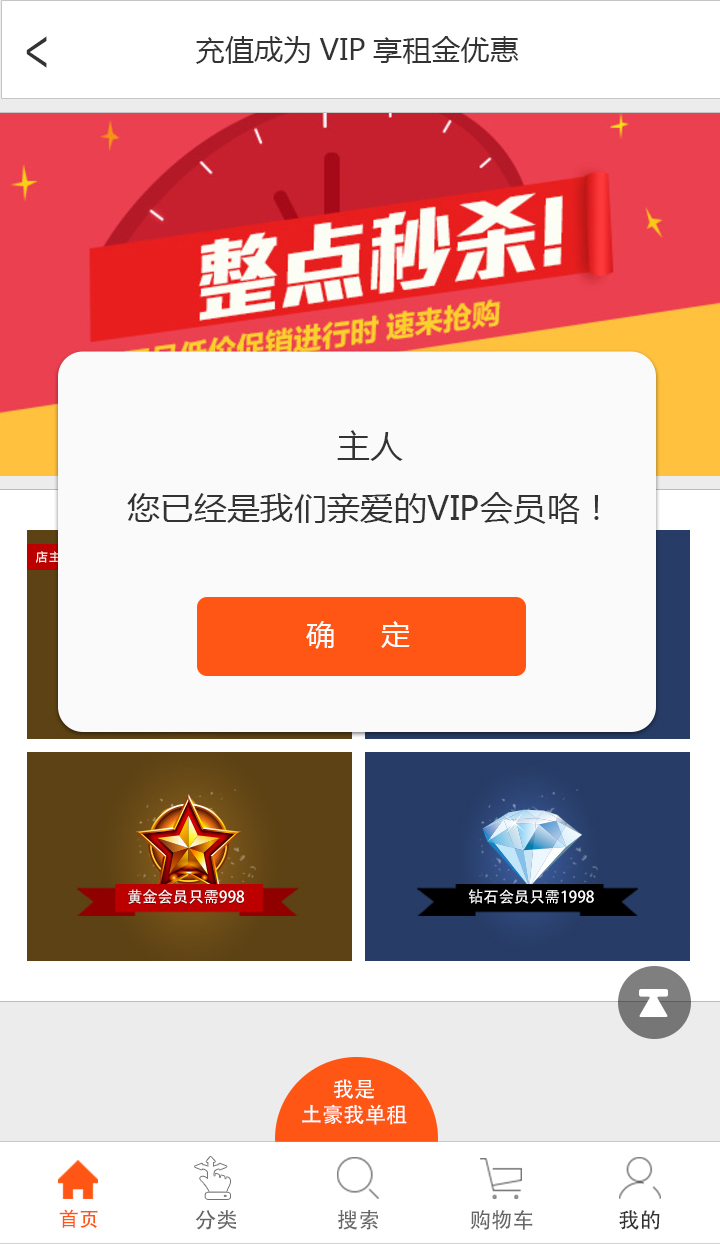 充值成为 VIP 享租金优惠
整点秒杀!
低价促销进行时 速来抢购
主人
您已经是我们亲爱的VIP会员咯！
确 定
店主
黄金会员只需998
钻石会员只需1998
我是
土豪我单租
首页 分类 搜索 购物车 我的